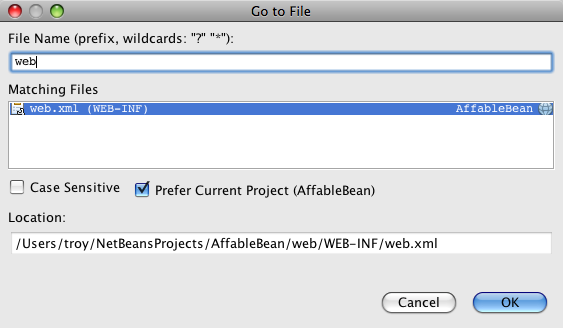 Go to File
File Name (prefix, wildcards: "?" "*"):
web
Matching Files
web.xml (WEB-INF) AffableBean
Case Sensitive Prefer Current Project (AffableBean)
Location:
/Users/troy/NetBeansProjects/AffableBean/web/WEB-INF/web.xml
Cancel OK